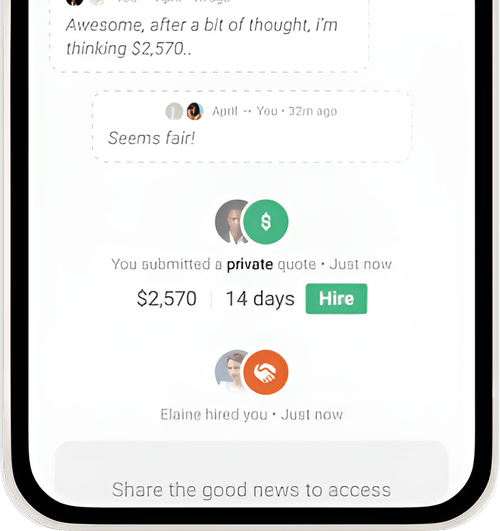 Awesome, after a bit of thought, i'm
thinking $2,570..
April -- You • 32m ago
Seems fair!
$
You submitted a private quote • Just now
$2,570 14 days Hire
Elaine hired you • Just now
Share the good news to access